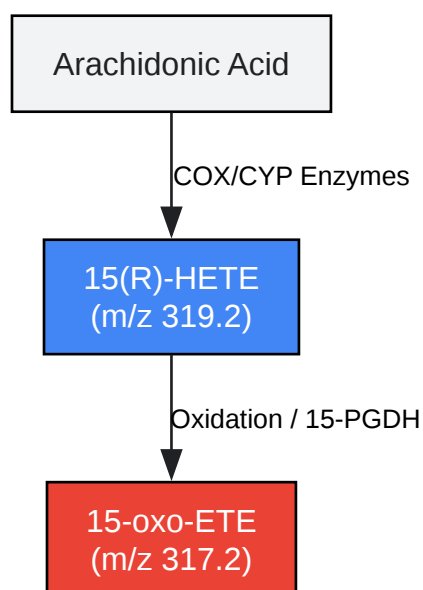 Arachidonic Acid
COX/CYP Enzymes
15(R)-HETE
(m/z 319.2)
Oxidation / 15-PGDH
15-oxo-ETE
(m/z 317.2)